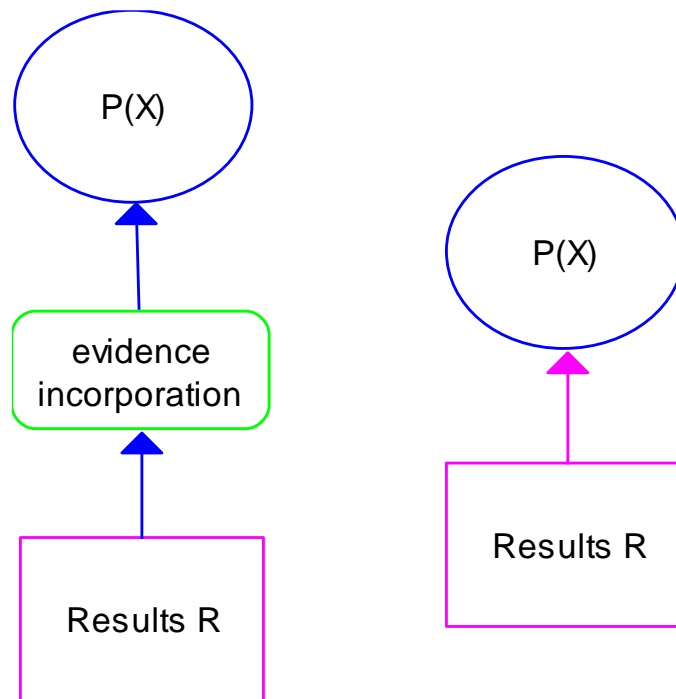 P(X)
evidence
incorporation
Results R
P(X)
Results R